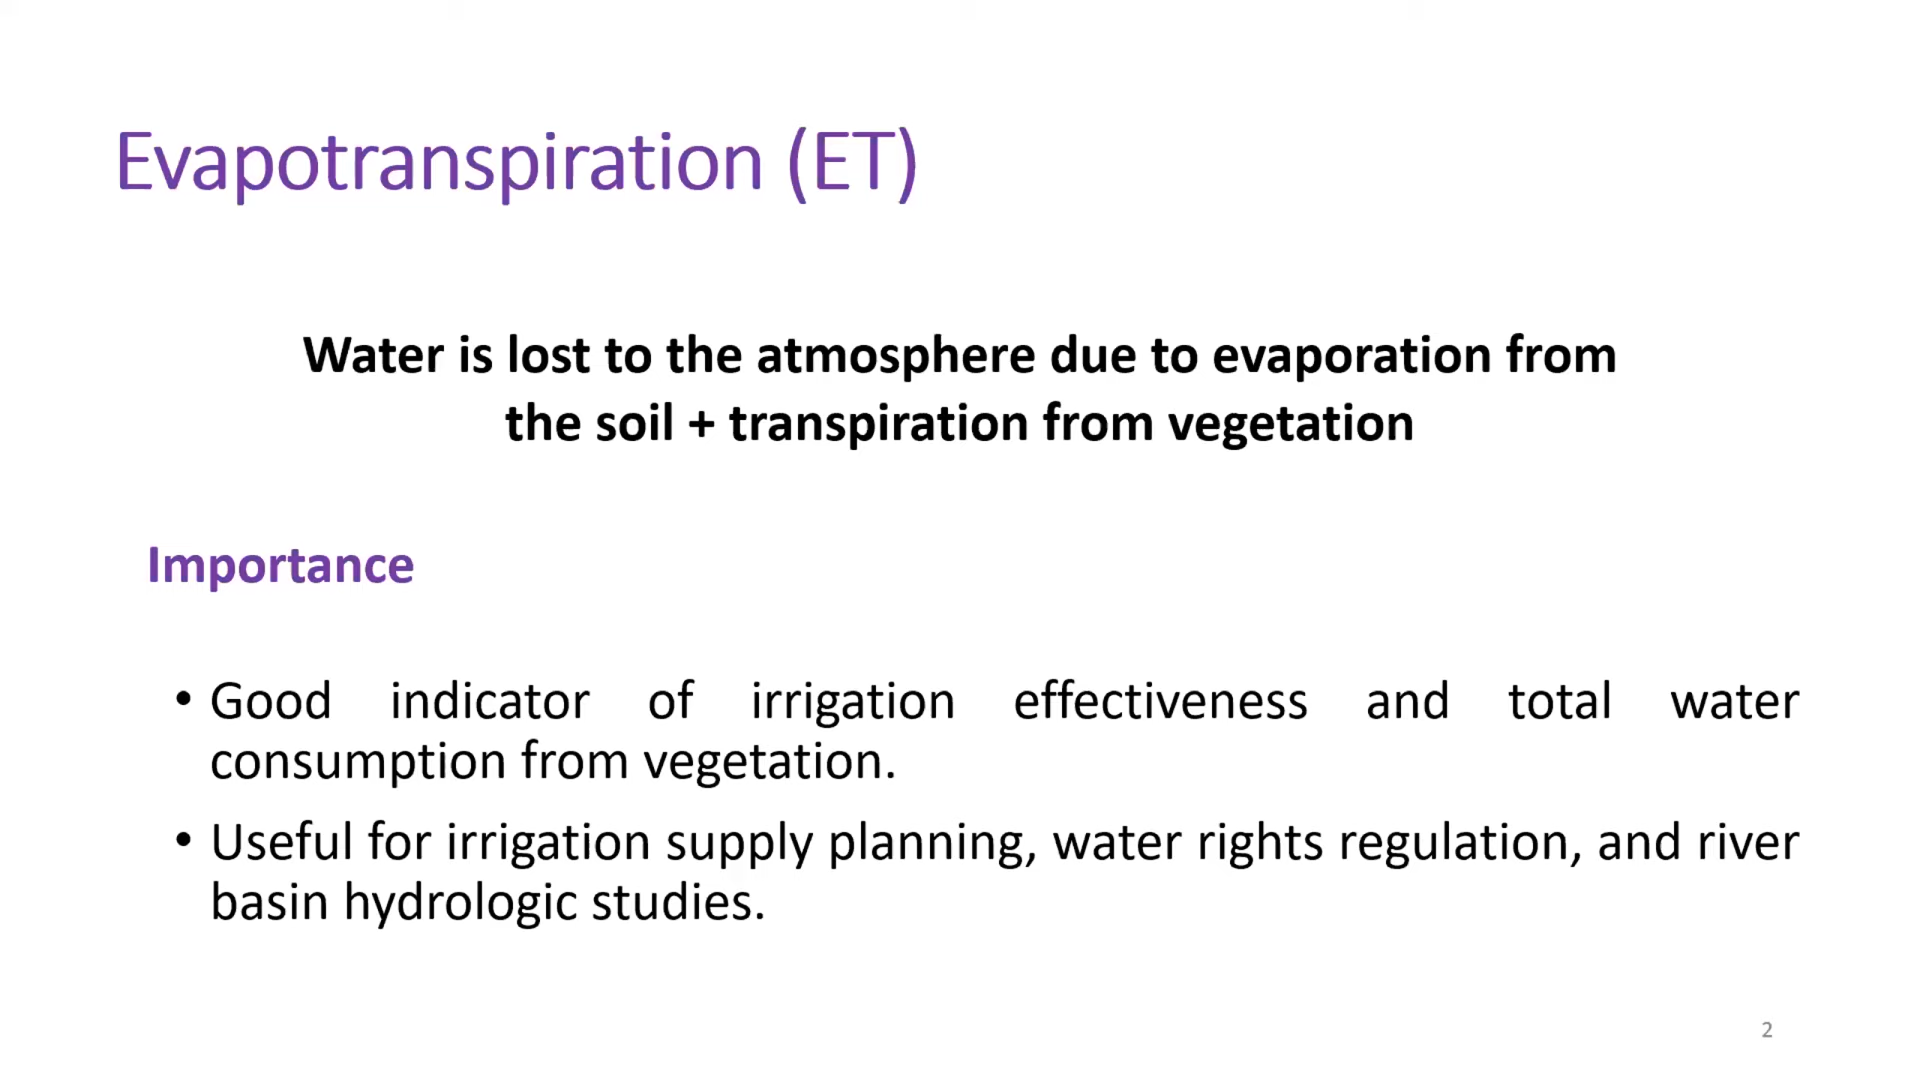 Evapotranspiration (ET)
Water is lost to the atmosphere due to evaporation from
the soil + transpiration from vegetation
Importance
• Good indicator of irrigation effectiveness and total water
consumption from vegetation.
• Useful for irrigation supply planning, water rights regulation, and river
basin hydrologic studies.
2